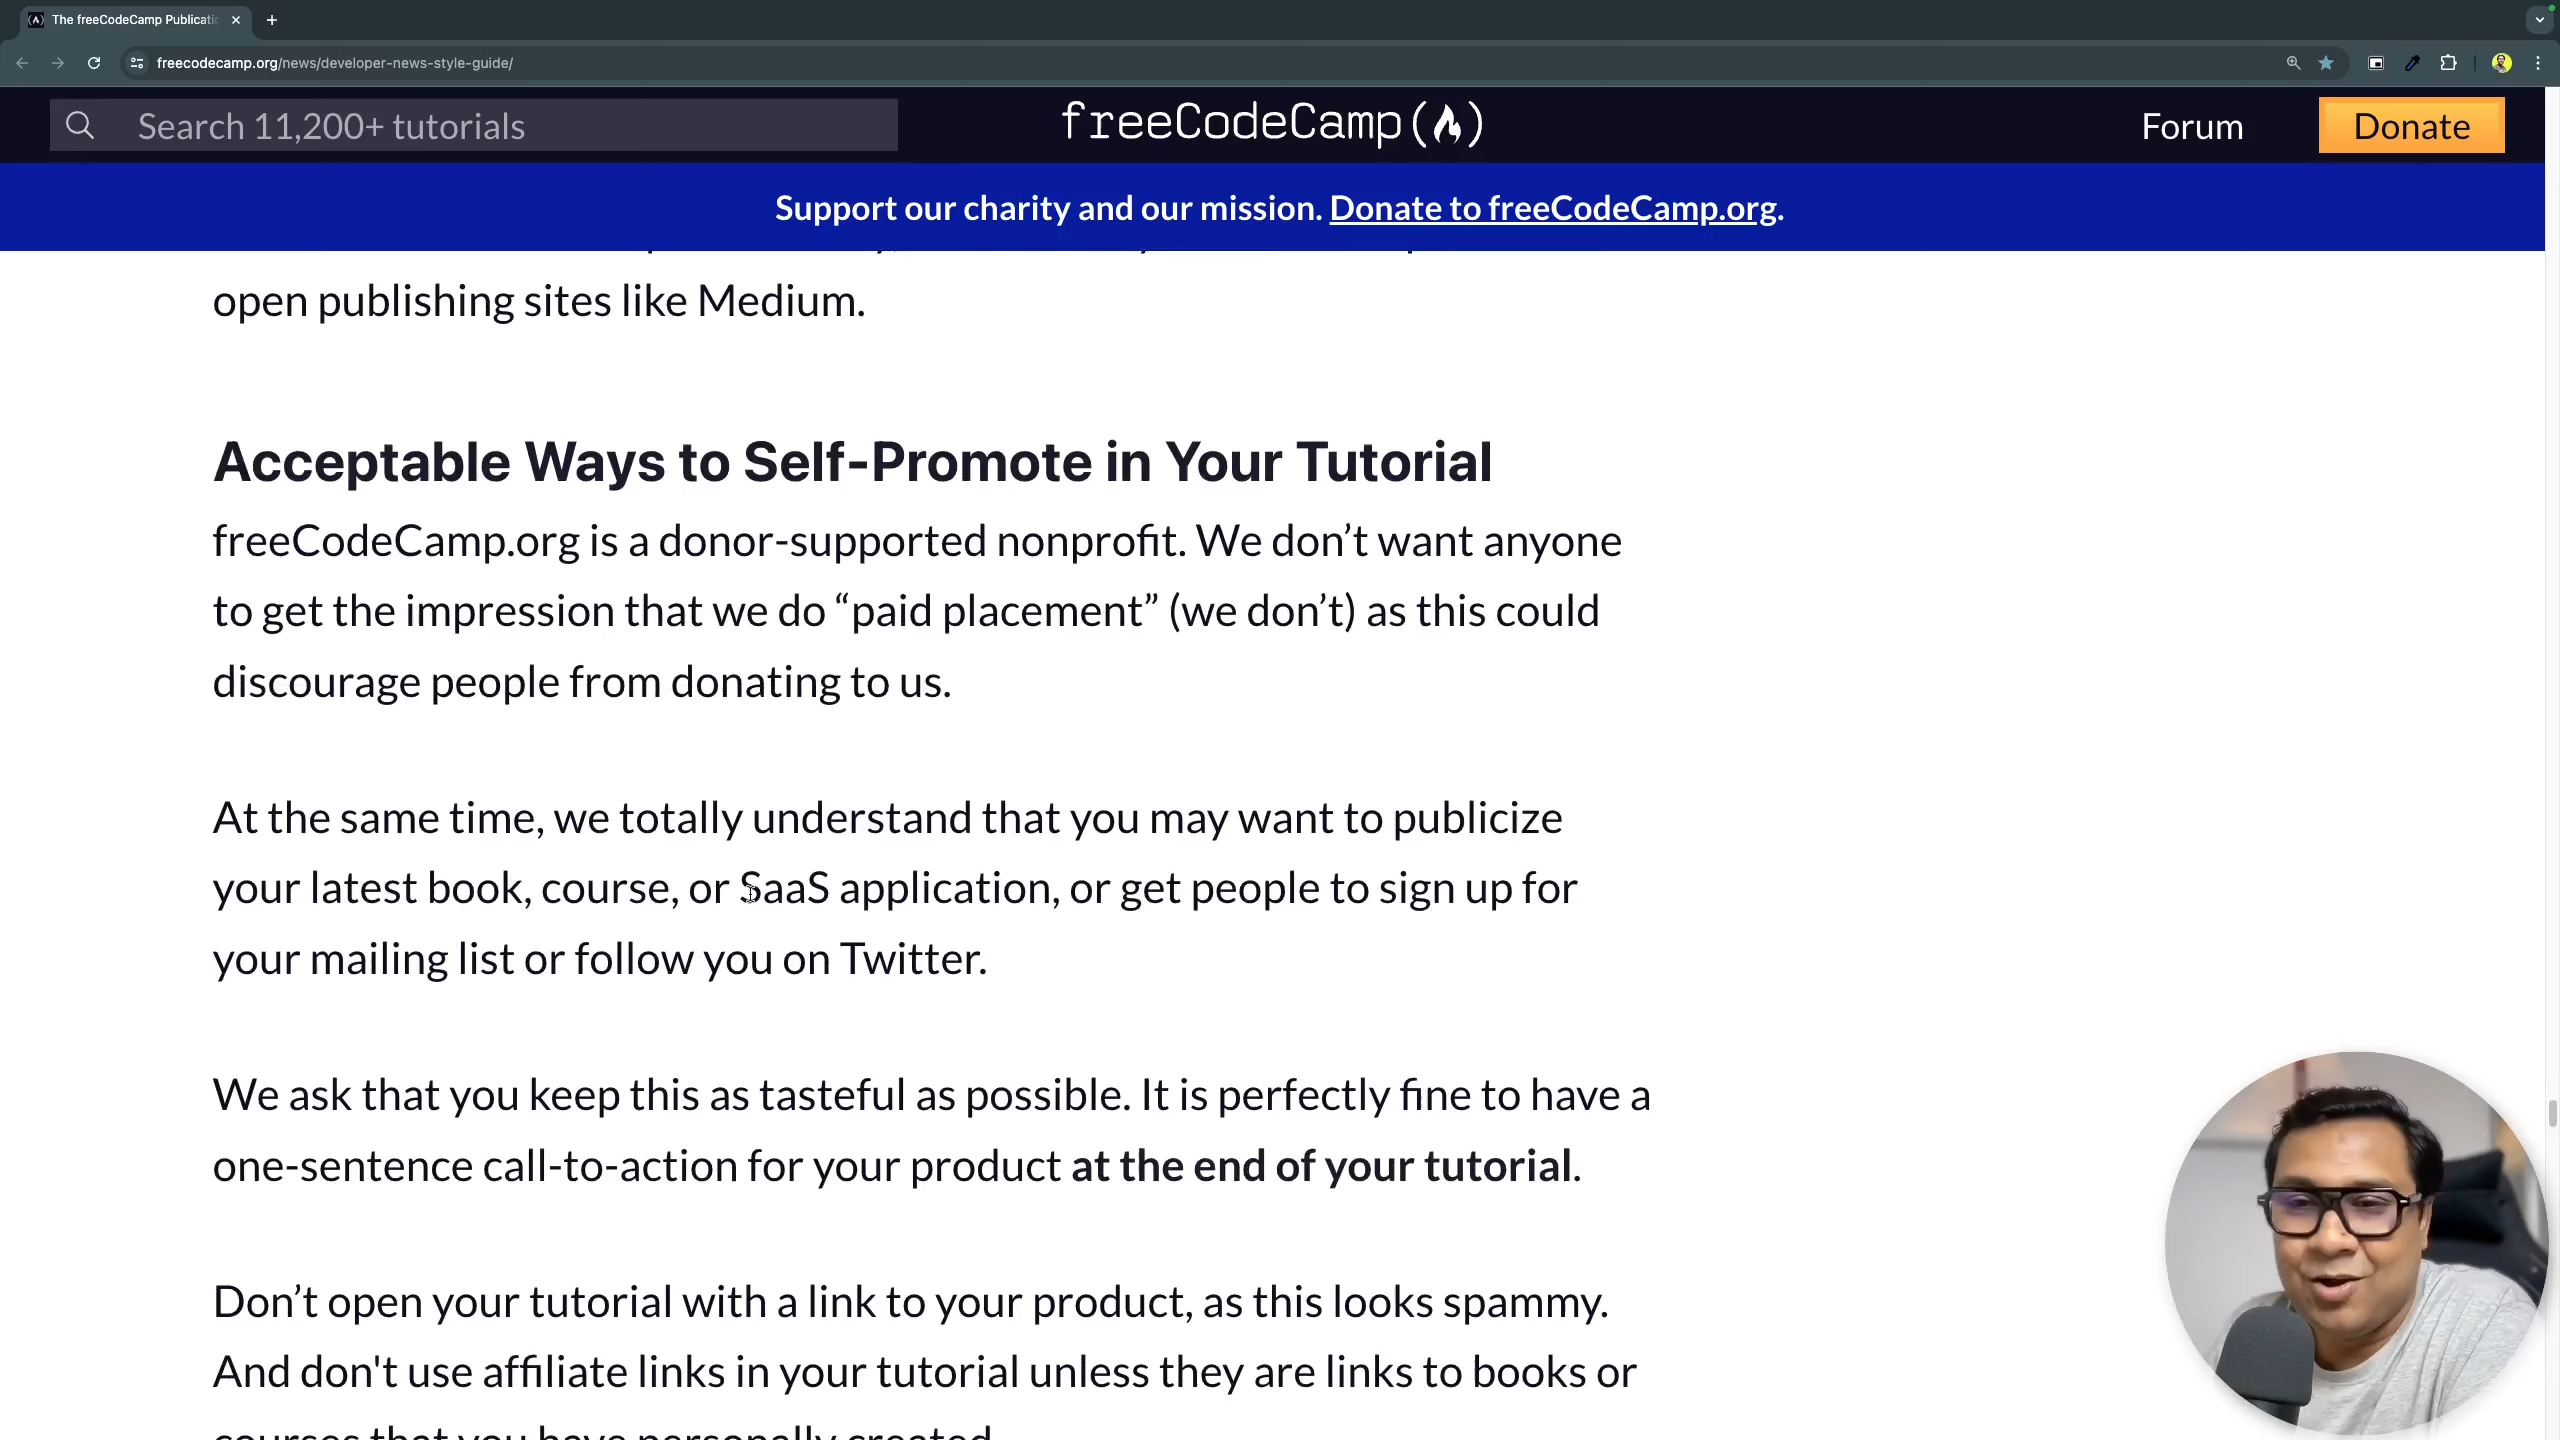 The freeCodeCamp Publicatio
freecodecamp.org/news/developer-news-style-guide/
Search 11,200+ tutorials
freeCodeCamp
Forum
Donate
Support our charity and our mission. Donate to freeCodeCamp.org.
open publishing sites like Medium.
Acceptable Ways to Self-Promote in Your Tutorial
freeCodeCamp.org is a donor-supported nonprofit. We don’t want anyone
to get the impression that we do “paid placement” (we don’t) as this could
discourage people from donating to us.
At the same time, we totally understand that you may want to publicize
your latest book, course, or SaaS application, or get people to sign up for
your mailing list or follow you on Twitter.
We ask that you keep this as tasteful as possible. It is perfectly fine to have a
one-sentence call-to-action for your product at the end of your tutorial.
Don’t open your tutorial with a link to your product, as this looks spammy.
And don't use affiliate links in your tutorial unless they are links to books or
courses that you have personally created.